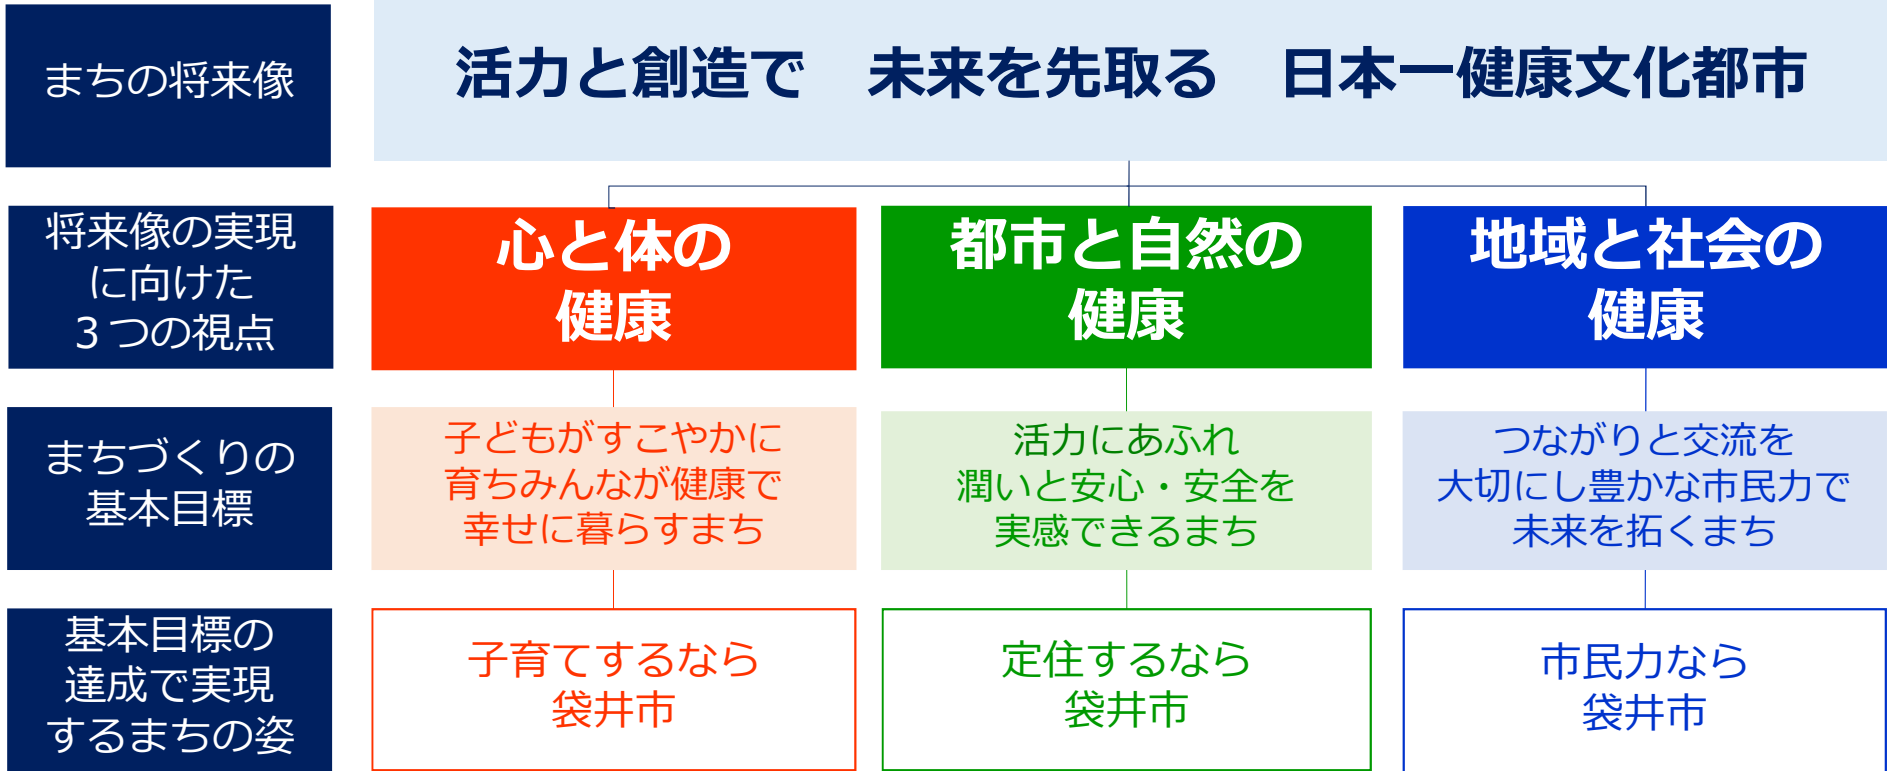 まちの将来像
活力と創造で　未来を先取る　日本一健康文化都市
将来像の実現
に向けた
３つの視点
心と体の
健康
都市と自然の
健康
地域と社会の
健康
まちづくりの
基本目標
子どもがすこやかに
育ちみんなが健康で
幸せに暮らすまち
活力にあふれ
潤いと安心・安全を
実感できるまち
つながりと交流を
大切にし豊かな市民力で
未来を拓くまち
基本目標の
達成で実現
するまちの姿
子育てするなら
袋井市
定住するなら
袋井市
市民力なら
袋井市